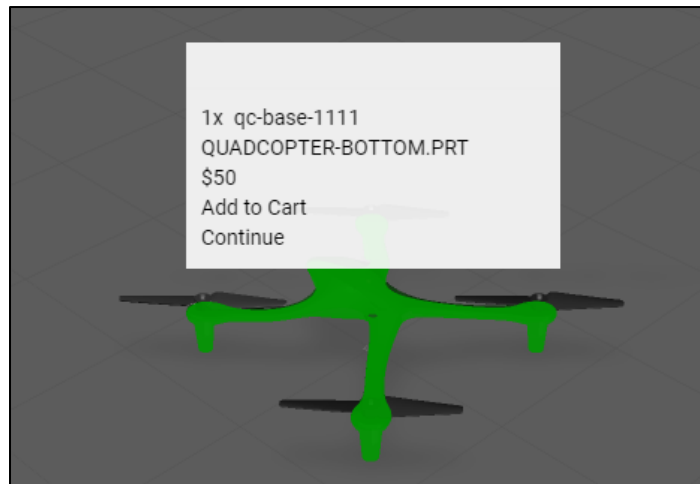 1x  qc-base-1111
QUADCOPTER-BOTTOM.PRT
$50
Add to Cart
Continue